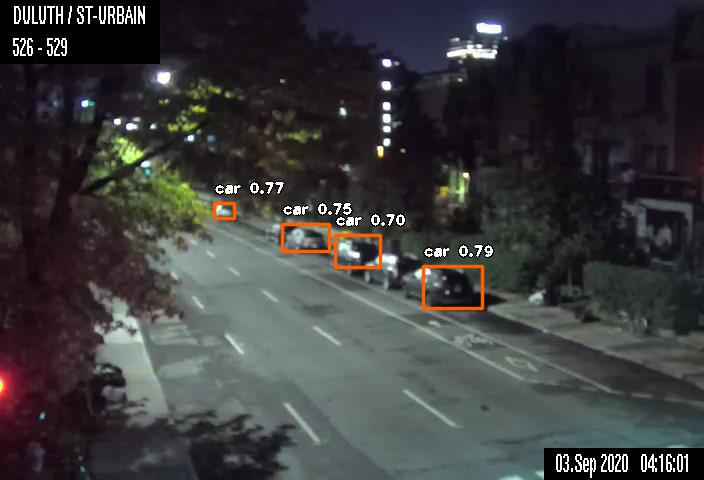 DULUTH / ST-URBAIN
526 - 529
car 0.77
car 0.75
car 0.70
car 0.79
03.Sep 2020 04:16:01